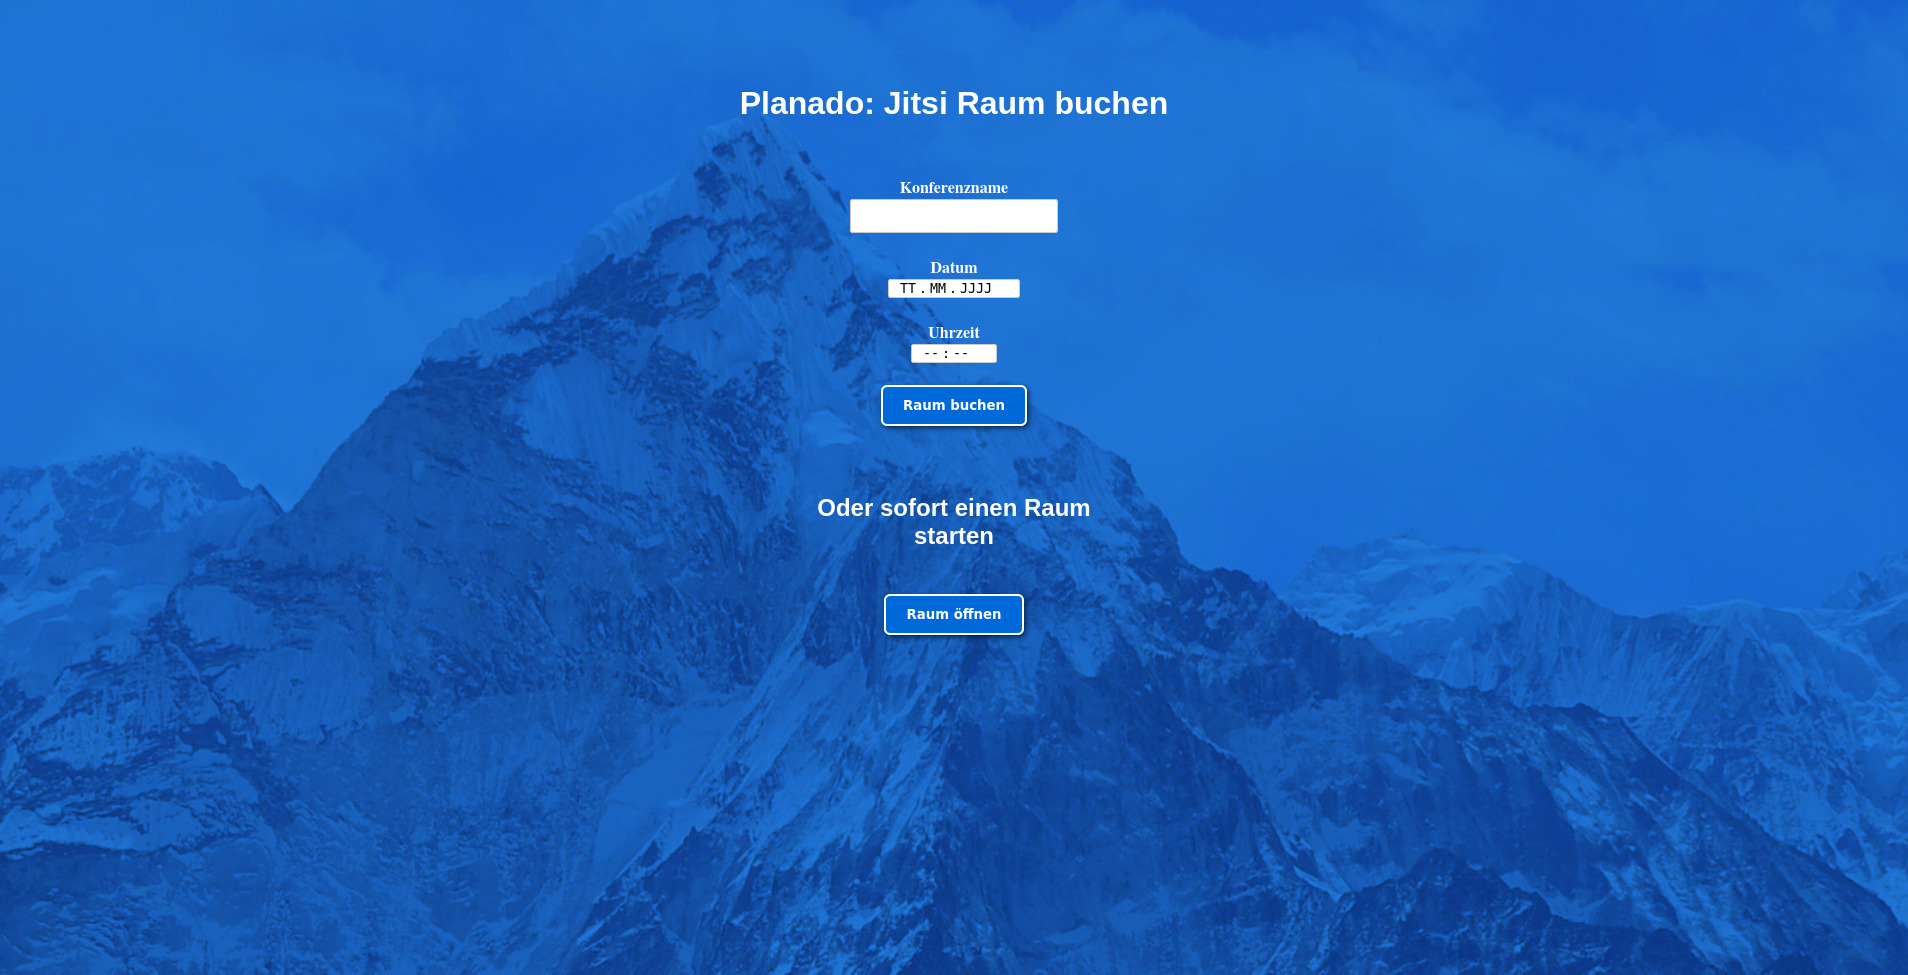 Planado: Jitsi Raum buchen
Konferenzname
Datum
TT . MM . JJJJ
Uhrzeit
-- : --
Raum buchen
Oder sofort einen Raum
starten
Raum öffnen